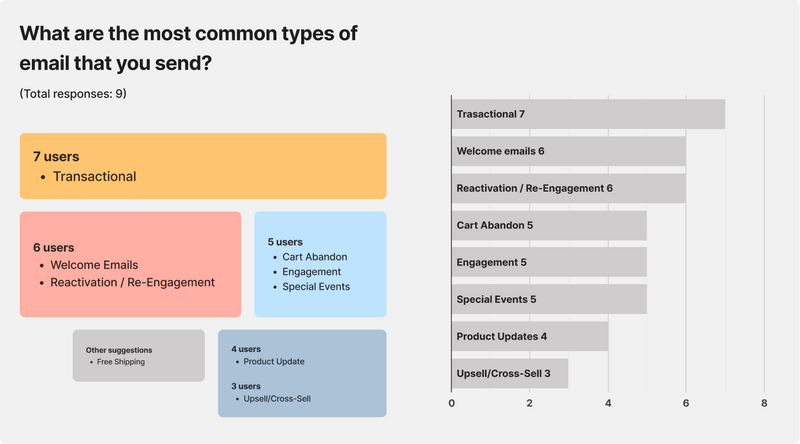 What are the most common types of
email that you send?
(Total responses: 9)
7 users
• Transactional
6 users
• Welcome Emails
• Reactivation / Re-Engagement
5 users
• Cart Abandon
• Engagement
• Special Events
Other suggestions
• Free Shipping
4 users
• Product Update
3 users
• Upsell/Cross-Sell
Trasactional 7
Welcome emails 6
Reactivation / Re-Engagement 6
Cart Abandon 5
Engagement 5
Special Events 5
Product Updates 4
Upsell/Cross-Sell 3
0 2 4 6 8